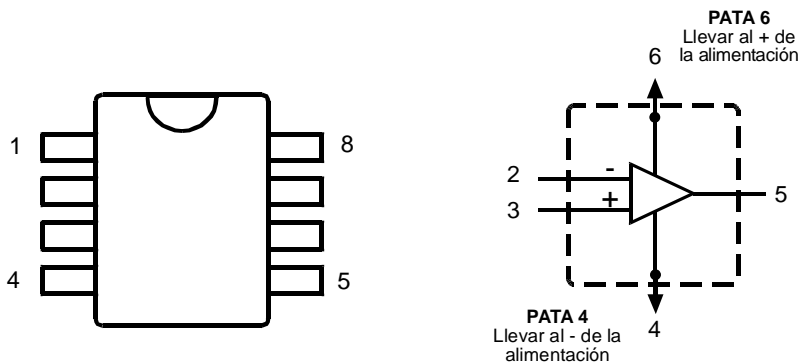 1
4
8
5
PATA 6
Llevar al + de
la alimentación
6
2
3
-
+
5
PATA 4
Llevar al - de la
alimentación
4